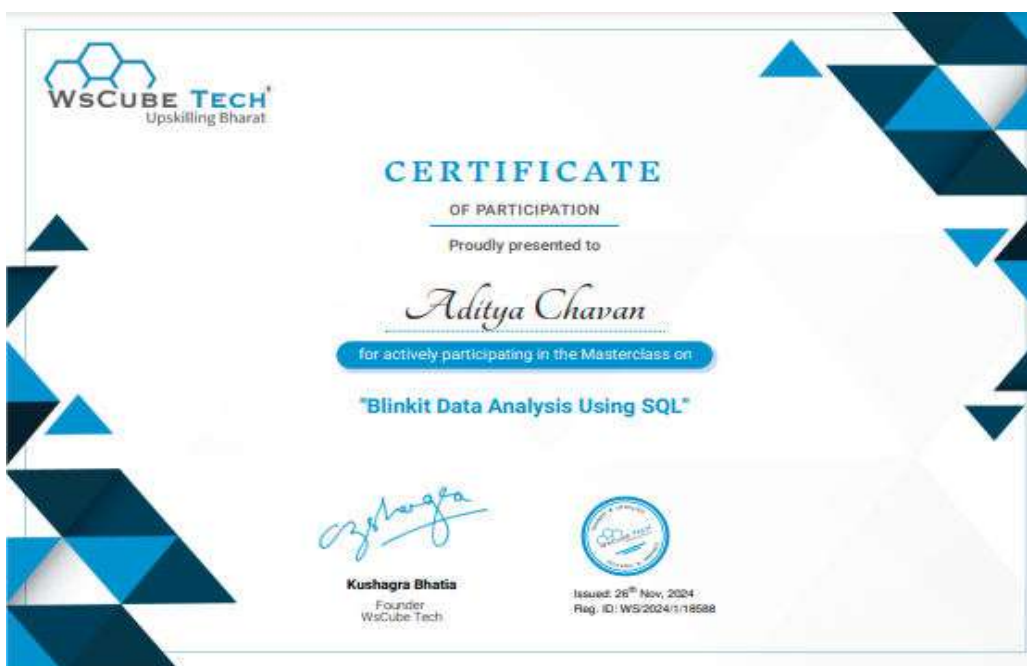 WSCUBE TECH
Upskilling Bharat
CERTIFICATE
OF PARTICIPATION
Proudly presented to
Aditya Chavan
for actively participating in the Masterclass on
"Blinkit Data Analysis Using SQL"
Kushagra Bhatia
Founder
WsCube Tech
WSCUBE TECH
Issued: 26th Nov, 2024
Reg. ID: WS/2024/1/18588